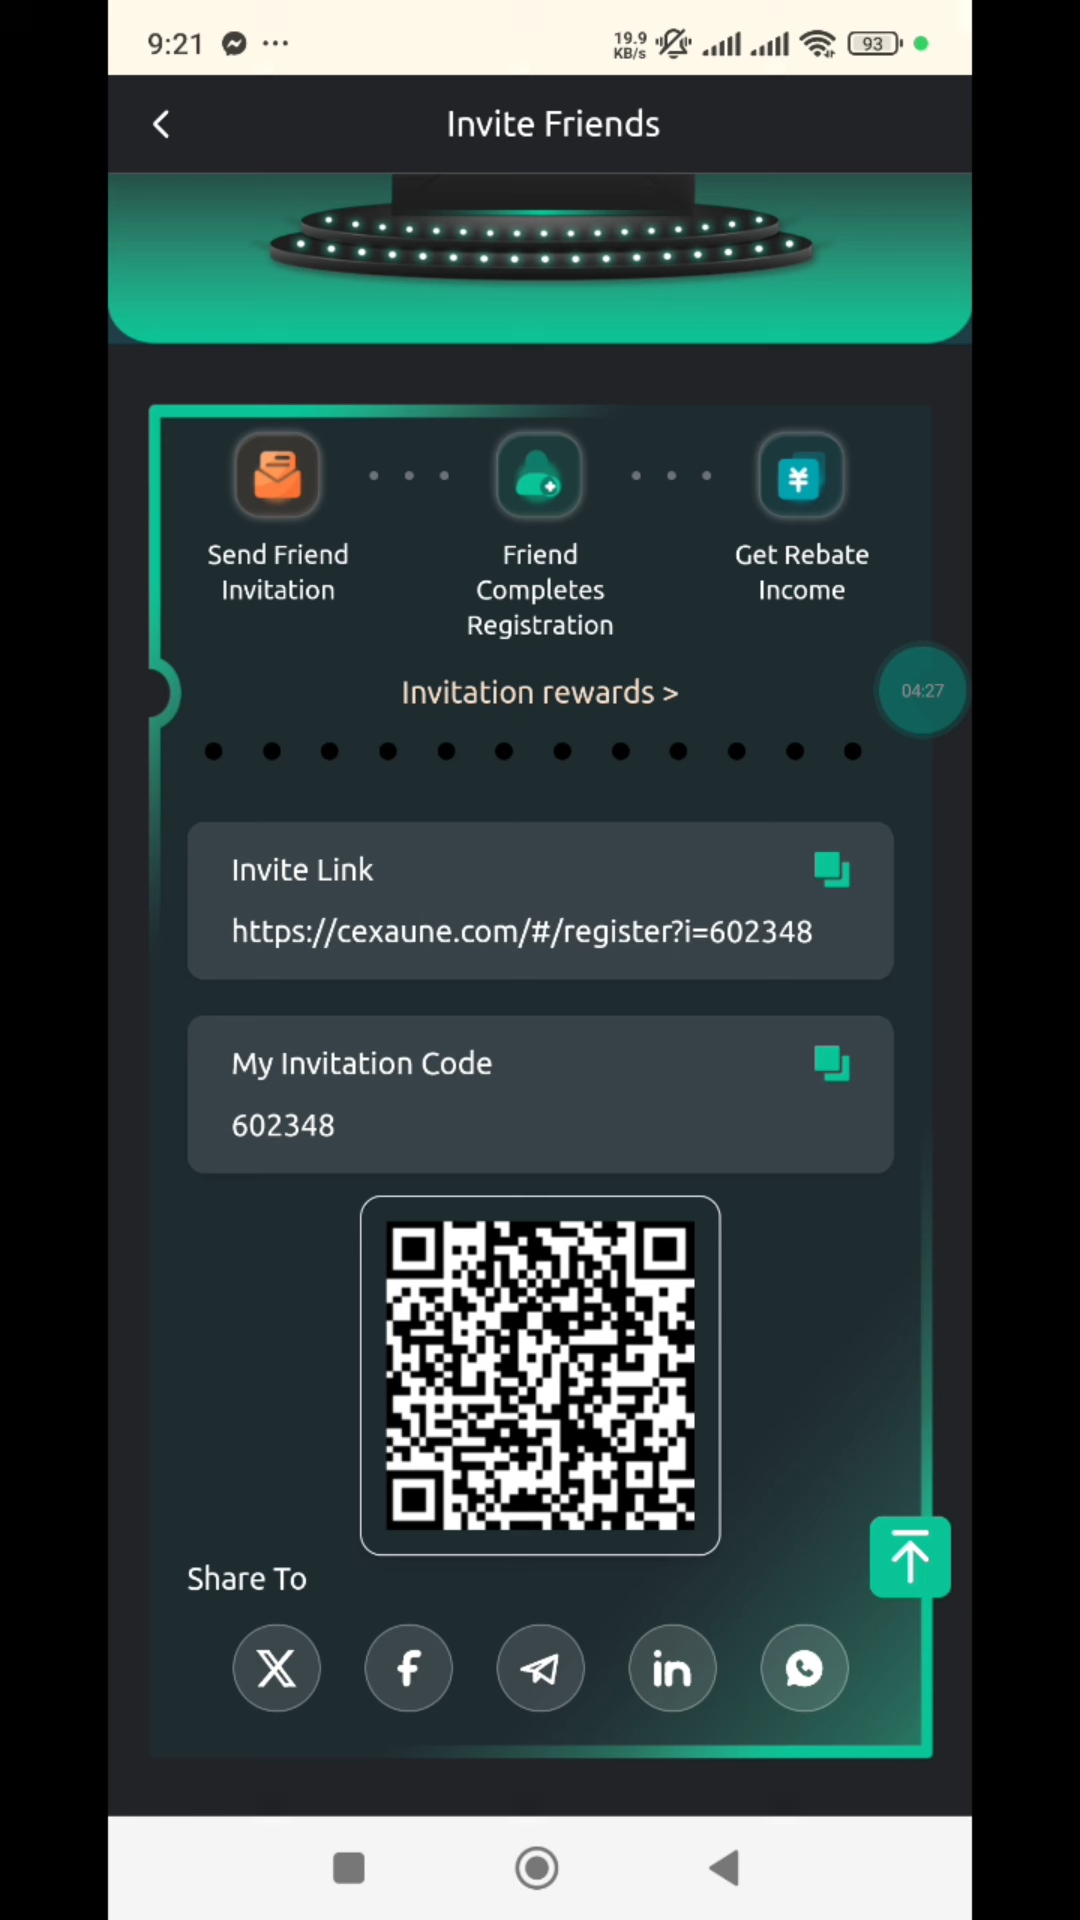 9:21
19.9
KB/s
93
Invite Friends
Send Friend
Invitation
Friend
Completes
Registration
Get Rebate
Income
Invitation rewards >
04:27
Invite Link
https://cexaune.com/#/register?i=602348
My Invitation Code
602348
Share To